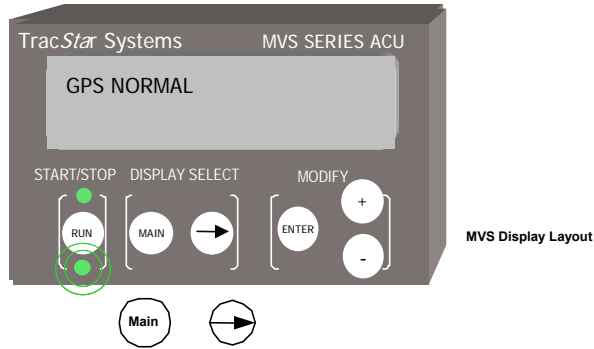 TracStar Systems MVS SERIES ACU
GPS NORMAL
START/STOP DISPLAY SELECT MODIFY
RUN MAIN ENTER + -
MVS Display Layout
Main